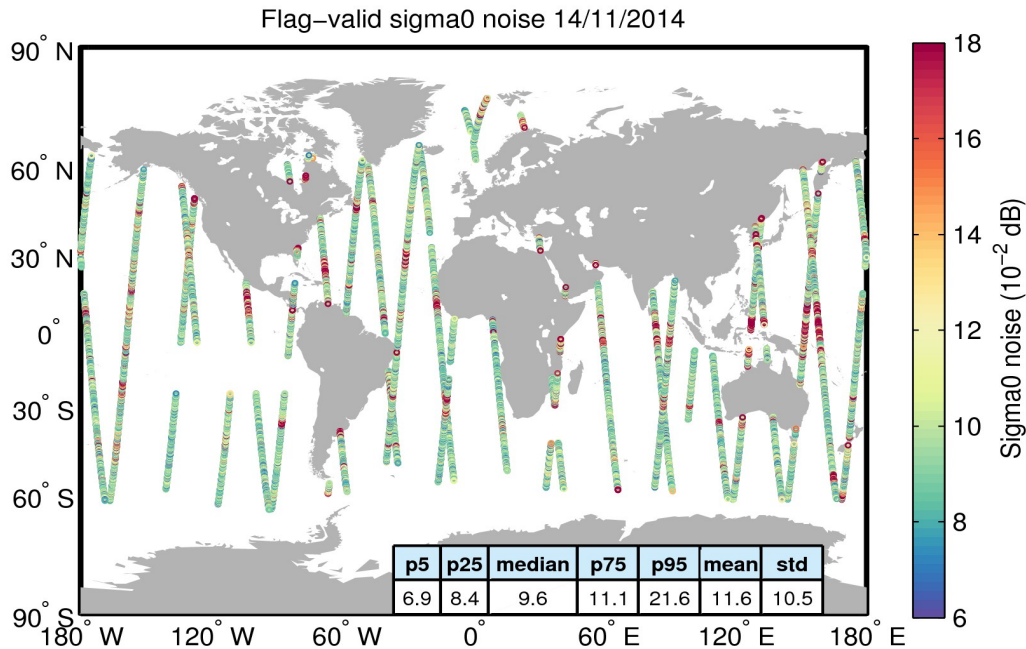 Flag−valid sigma0 noise 14/11/2014
90° N
60° N
30° N
0°
30° S
60° S
90° S
180° W
120° W
60° W
0°
60° E
120° E
180° E
p5 p25 median p75 p95 mean std
6.9 8.4 9.6 11.1 21.6 11.6 10.5
18
16
14
12
10
8
6
Sigma0 noise (10⁻² dB)